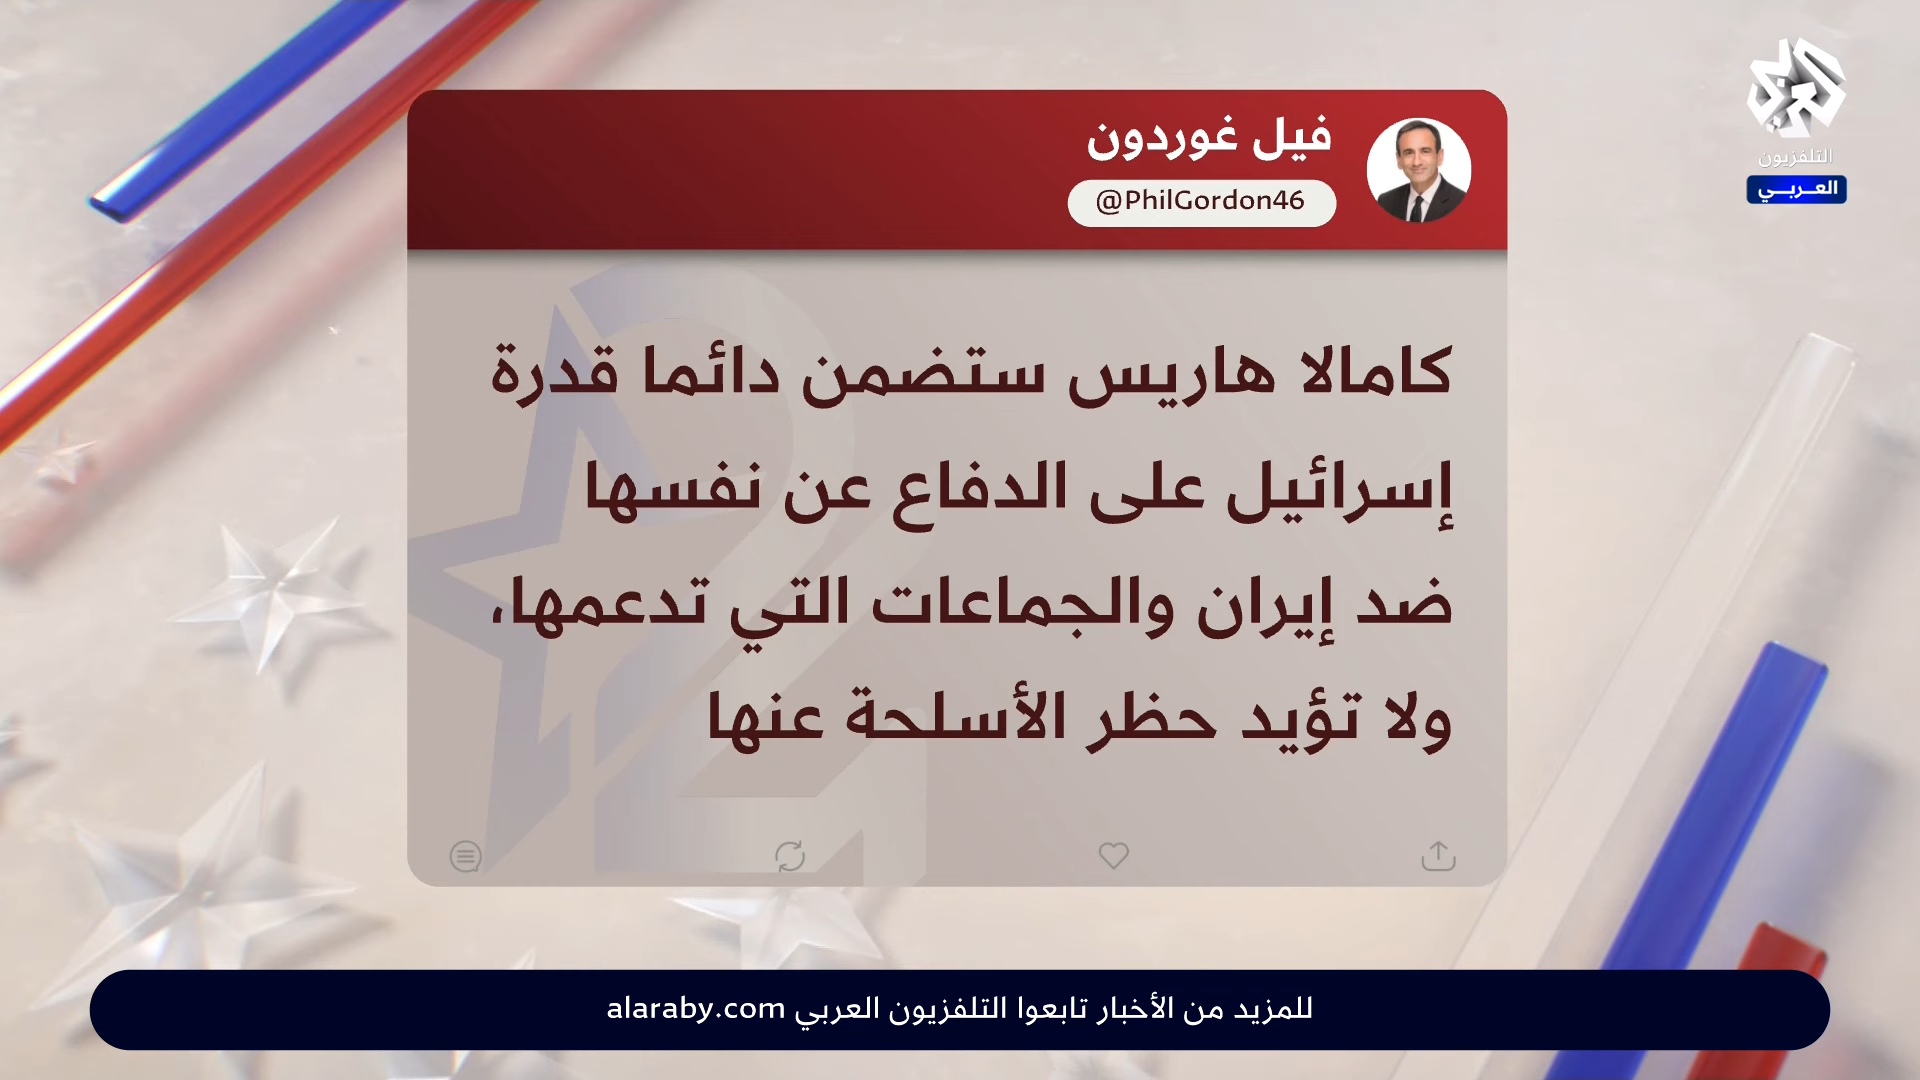 فيل غوردون
@PhilGordon46
التلفزيون
العربي
كامالا هاريس ستضمن دائما قدرة
إسرائيل على الدفاع عن نفسها
ضد إيران والجماعات التي تدعمها،
ولا تؤيد حظر الأسلحة عنها
للمزيد من الأخبار تابعوا التلفزيون العربي alaraby.com